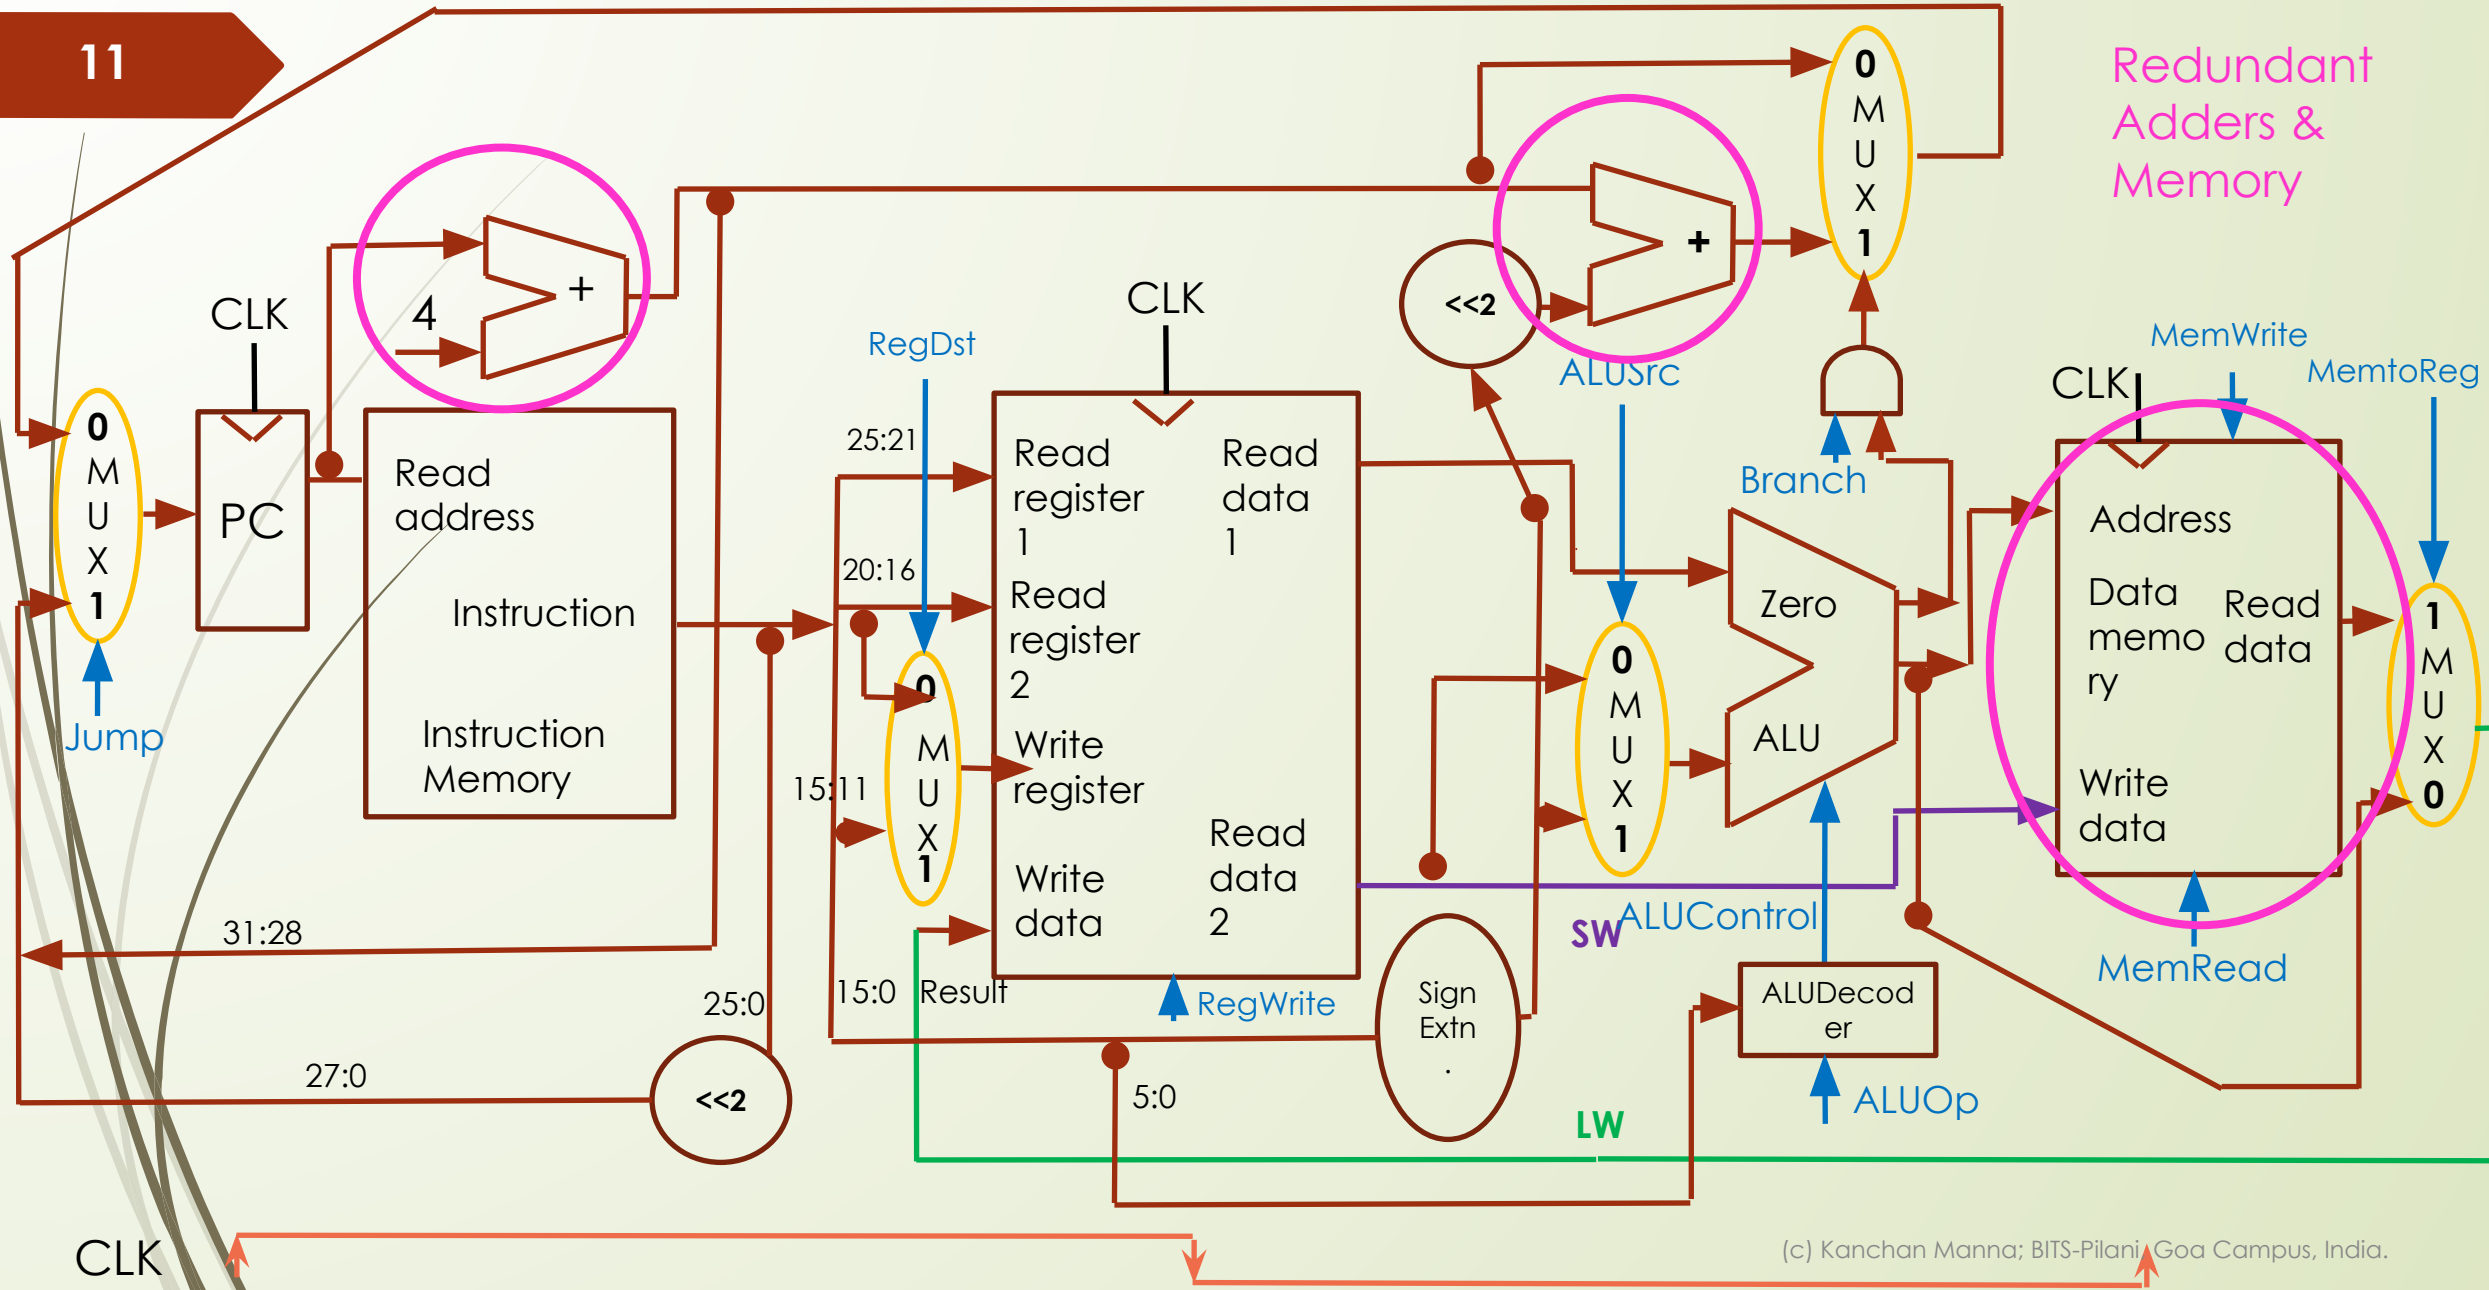 11
Redundant
Adders &
Memory
0
M
U
X
1
+
4
+
<<2
CLK
CLK
RegDst
ALUSrc
MemWrite
MemtoReg
CLK
0
M
U
X
1
Jump
PC
Read
address
Instruction
Instruction
Memory
25:21
20:16
15:11
0
M
U
X
1
Read
register
1
Read
data
1
Read
register
2
Write
register
Read
data
2
Write
data
Branch
0
M
U
X
1
Zero
ALU
Address
Data
memo
ry
Read
data
Write
data
1
M
U
X
0
31:28
25:0
15:0
Result
RegWrite
Sign
Extn
.
SW
ALUControl
ALUDecod
er
MemRead
27:0
<<2
5:0
ALUOp
LW
CLK
(c) Kanchan Manna; BITS-Pilani, Goa Campus, India.